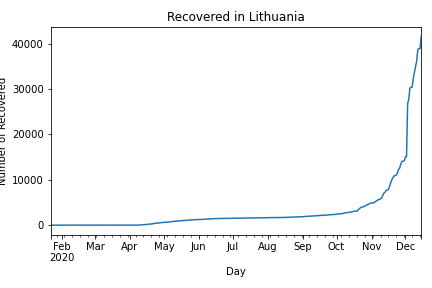 Recovered in Lithuania
Number of Recovered
40000
30000
20000
10000
0
Feb Mar Apr May Jun Jul Aug Sep Oct Nov Dec
2020
Day